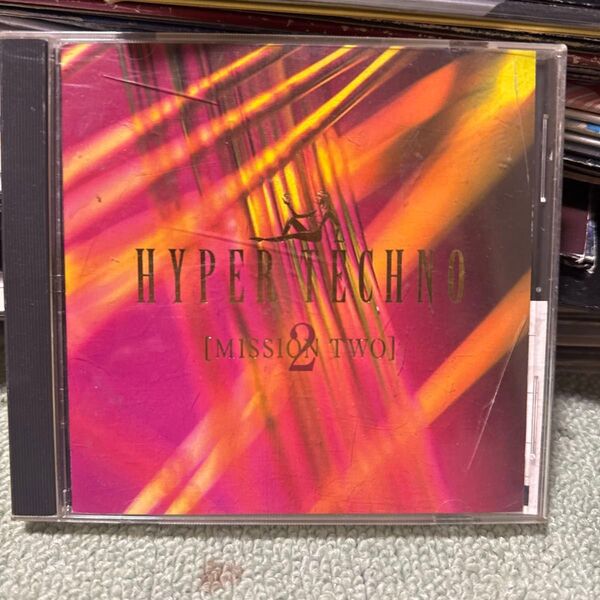 HYPER TECHNO
[MISSION TWO]
2